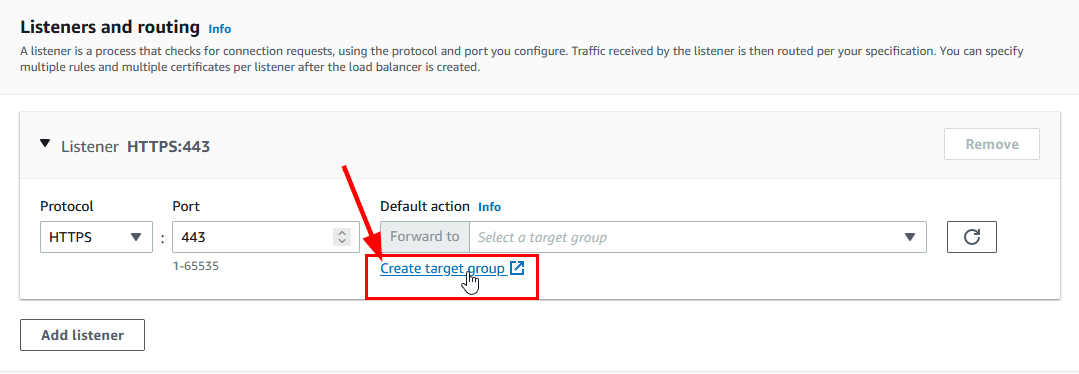 Listeners and routing Info
A listener is a process that checks for connection requests, using the protocol and port you configure. Traffic received by the listener is then routed per your specification. You can specify
multiple rules and multiple certificates per listener after the load balancer is created.
Listener HTTPS:443
Remove
Protocol Port Default action Info
HTTPS : 443 Forward to Select a target group
1-65535 Create target group
Add listener